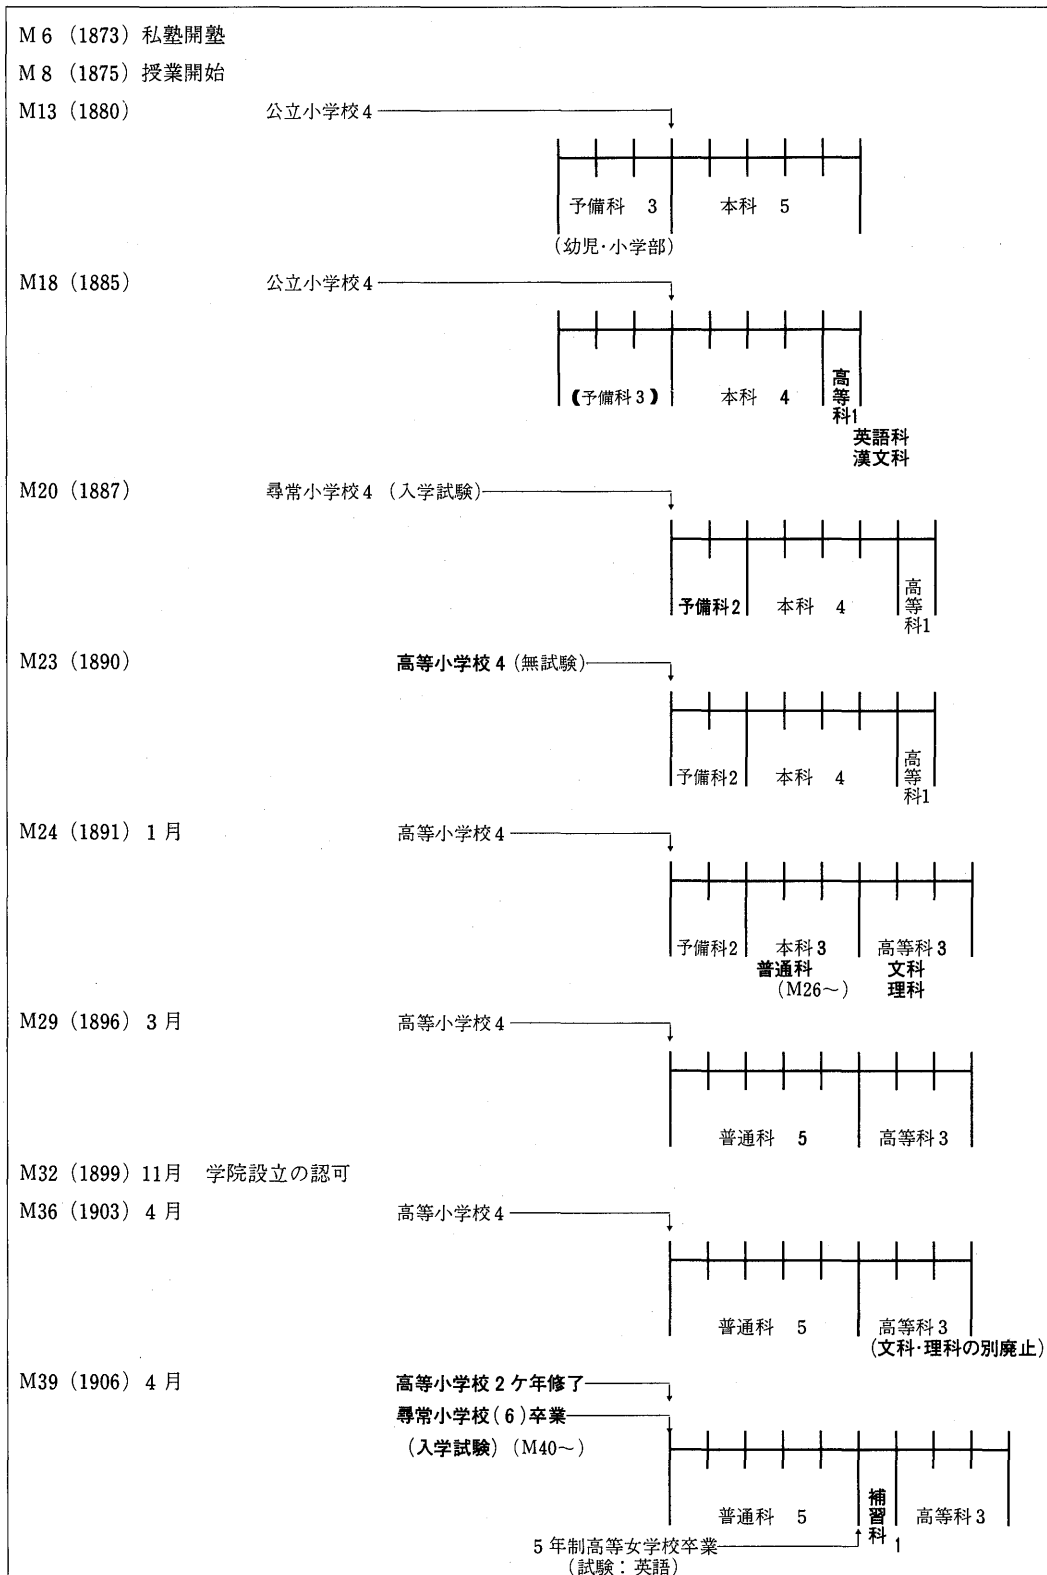 M6 (1873) 私塾開塾
M8 (1875) 授業開始
M13 (1880) 公立小学校4
予備科 3 本科 5
(幼児・小学部)
M18 (1885) 公立小学校4
(予備科3) 本科 4 高等科1
英語科
漢文科
M20 (1887) 尋常小学校4 (入学試験)
予備科2 本科 4 高等科1
M23 (1890) 高等小学校4 (無試験)
予備科2 本科 4 高等科1
M24 (1891) 1月 高等小学校4
予備科2 本科3 高等科3
普通科 文科
(M26~) 理科
M29 (1896) 3月 高等小学校4
普通科 5 高等科3
M32 (1899) 11月 学院設立の認可
M36 (1903) 4月 高等小学校4
普通科 5 高等科3
(文科・理科の別廃止)
M39 (1906) 4月 高等小学校2ケ年修了
尋常小学校(6)卒業
(入学試験) (M40~)
普通科 5 補習科1 高等科3
5年制高等女学校卒業
(試験:英語)